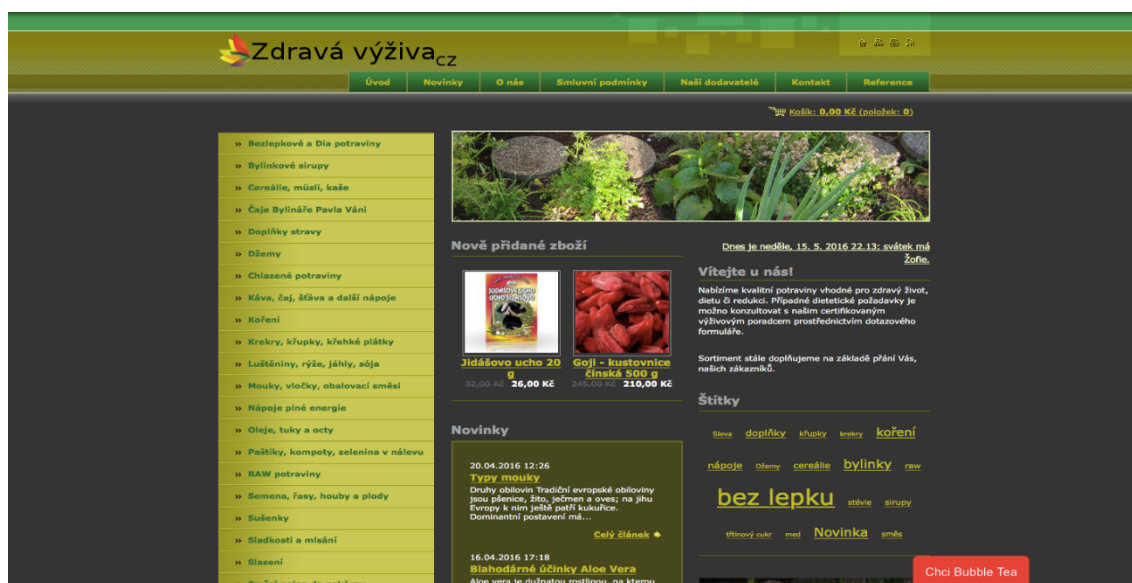 Zdravá výživa CZ
Úvod
Novinky
O nás
Smluvní podmínky
Naši dodavatelé
Kontakt
Reference
Košík: 0,00 Kč (položek: 0)
» Bezlepkové a Dia potraviny
» Bylinkové sirupy
» Cereálie, müsli, kaše
» Čaje Bylináře Pavla Váni
» Doplňky stravy
» Džemy
» Chlazené potraviny
» Káva, čaj, šťáva a další nápoje
» Koření
» Krekry, křupky, křehké plátky
» Luštěniny, rýže, jáhly, sója
» Mouky, vločky, obalovací směsi
» Nápoje plné energie
» Oleje, tuky a octy
» Paštiky, kompoty, zelenina v nálevu
» RAW potraviny
» Semena, řasy, houby a plody
» Sušenky
» Sladkosti a mlsání
» Slazení
Nově přidané zboží
Jidášovo ucho 20
g
32,00 Kč 26,00 Kč
Goji - kustovnice
čínská 500 g
245,00 Kč 210,00 Kč
Novinky
20.04.2016 12:26
Typy mouky
Druhy obilovin Tradiční evropské obiloviny
jsou pšenice, žito, ječmen a oves; na jihu
Evropy k nim ještě patří kukuřice.
Dominantní postavení má...
Celý článek
16.04.2016 17:18
Blahodárné účinky Aloe Vera
Aloe vera je dužnatou rostlinou, na kterou
Dnes je neděle, 15. 5. 2016 22.13; svátek má
Žofie.
Vítejte u nás!
Nabízíme kvalitní potraviny vhodné pro zdravý život,
dietu či redukci. Případné dietetické požadavky je
možno konzultovat s našim certifikovaným
výživovým poradcem prostřednictvím dotazového
formuláře.
Sortiment stále doplňujeme na základě přání Vás,
našich zákazníků.
Štítky
Sleva doplňky křupky krekry koření
nápoje Džemy cereálie bylinky raw
bez lepku stévie sirupy
třtinový cukr med Novinka směs
Chci Bubble Tea